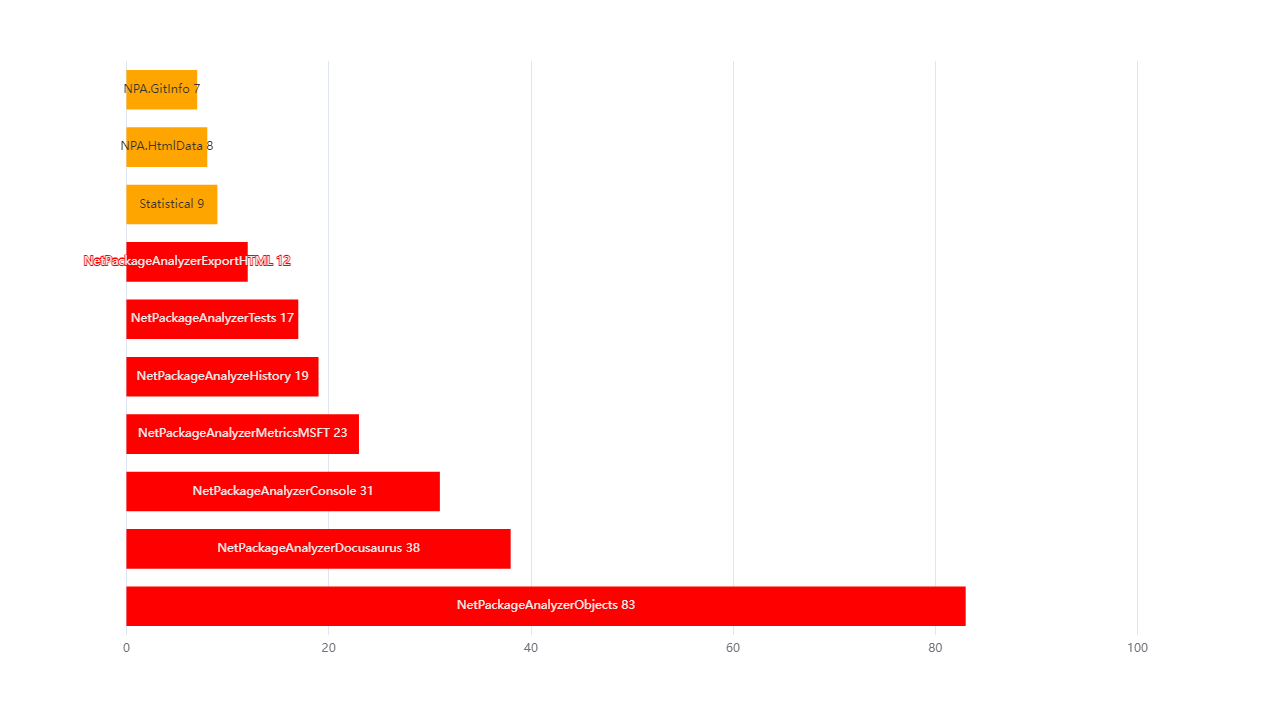 NPA.GitInfo 7
NPA.HtmlData 8
Statistical 9
NetPackageAnalyzerExportHTML 12
NetPackageAnalyzerTests 17
NetPackageAnalyzeHistory 19
NetPackageAnalyzerMetricsMSFT 23
NetPackageAnalyzerConsole 31
NetPackageAnalyzerDocusaurus 38
NetPackageAnalyzerObjects 83
0 20 40 60 80 100